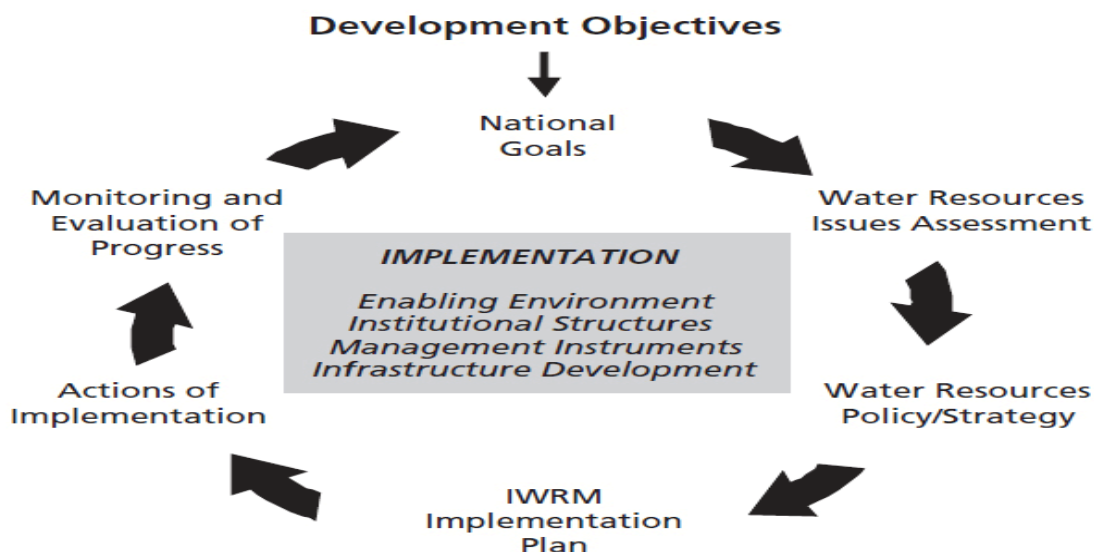 Development Objectives
National
Goals
Water Resources
Issues Assessment
Water Resources
Policy/Strategy
IWRM
Implementation
Plan
Actions of
Implementation
Monitoring and
Evaluation of
Progress
IMPLEMENTATION
Enabling Environment
Institutional Structures
Management Instruments
Infrastructure Development